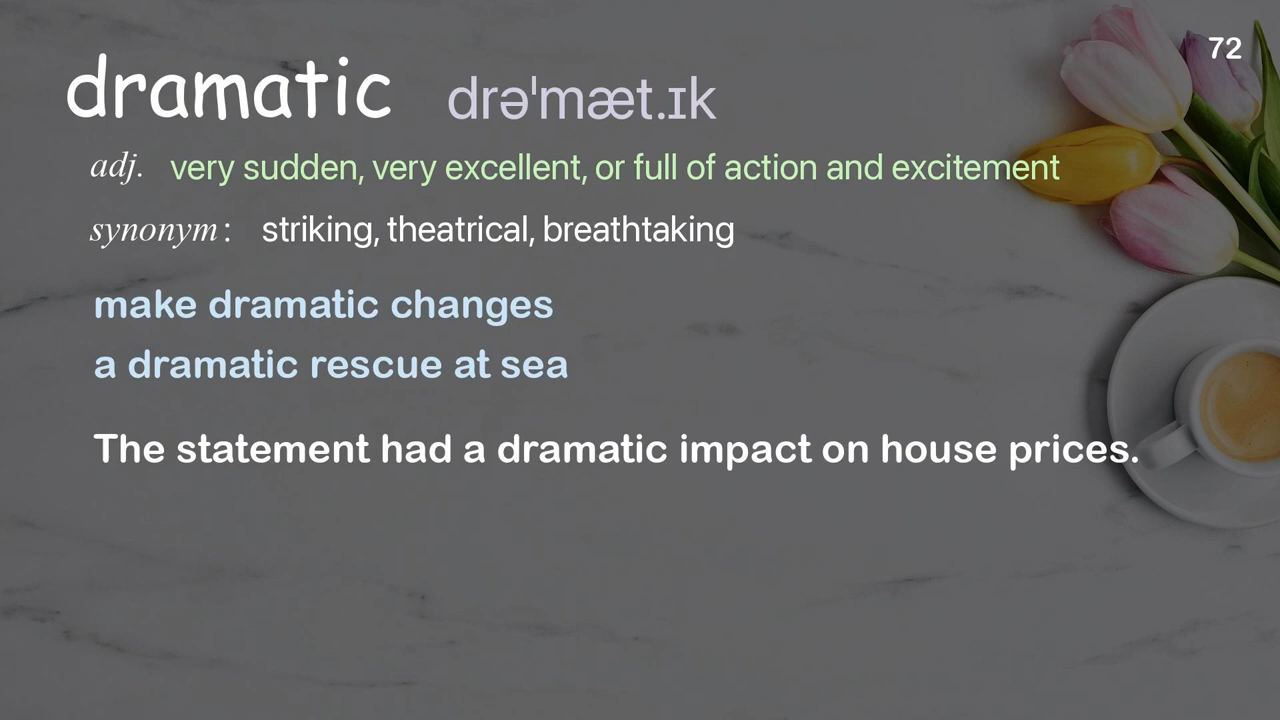 72
dramatic drəˈmæt.ɪk
adj. very sudden, very excellent, or full of action and excitement
synonym: striking, theatrical, breathtaking
make dramatic changes
a dramatic rescue at sea
The statement had a dramatic impact on house prices.